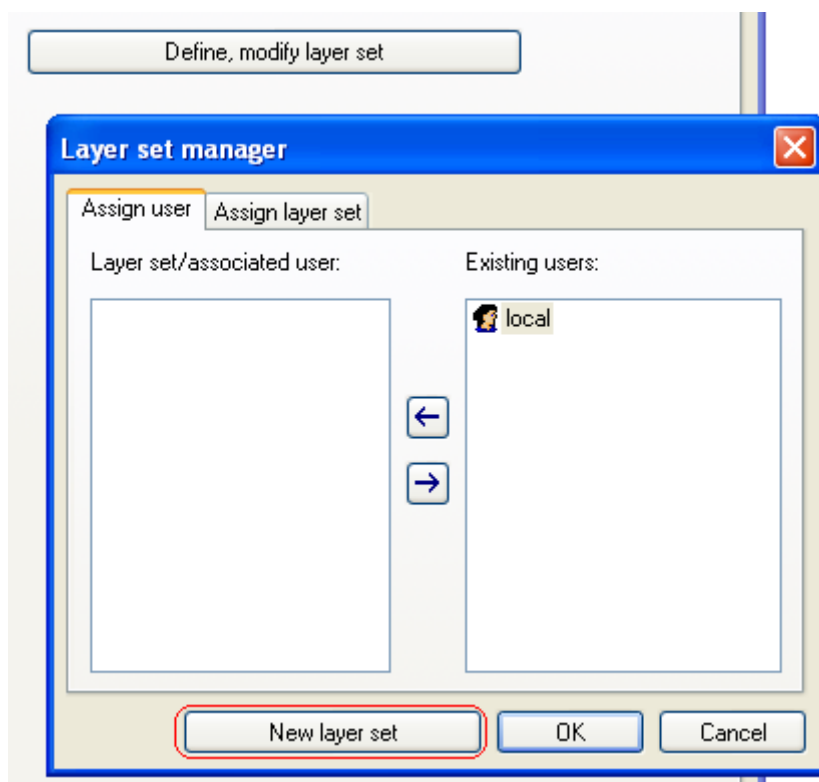 Define, modify layer set
Layer set manager
Assign user
Assign layer set
Layer set/associated user:
Existing users:
local
New layer set
OK
Cancel